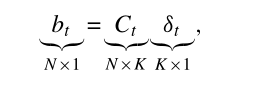 b_t = C_t δ_t,
N×1 N×K K×1